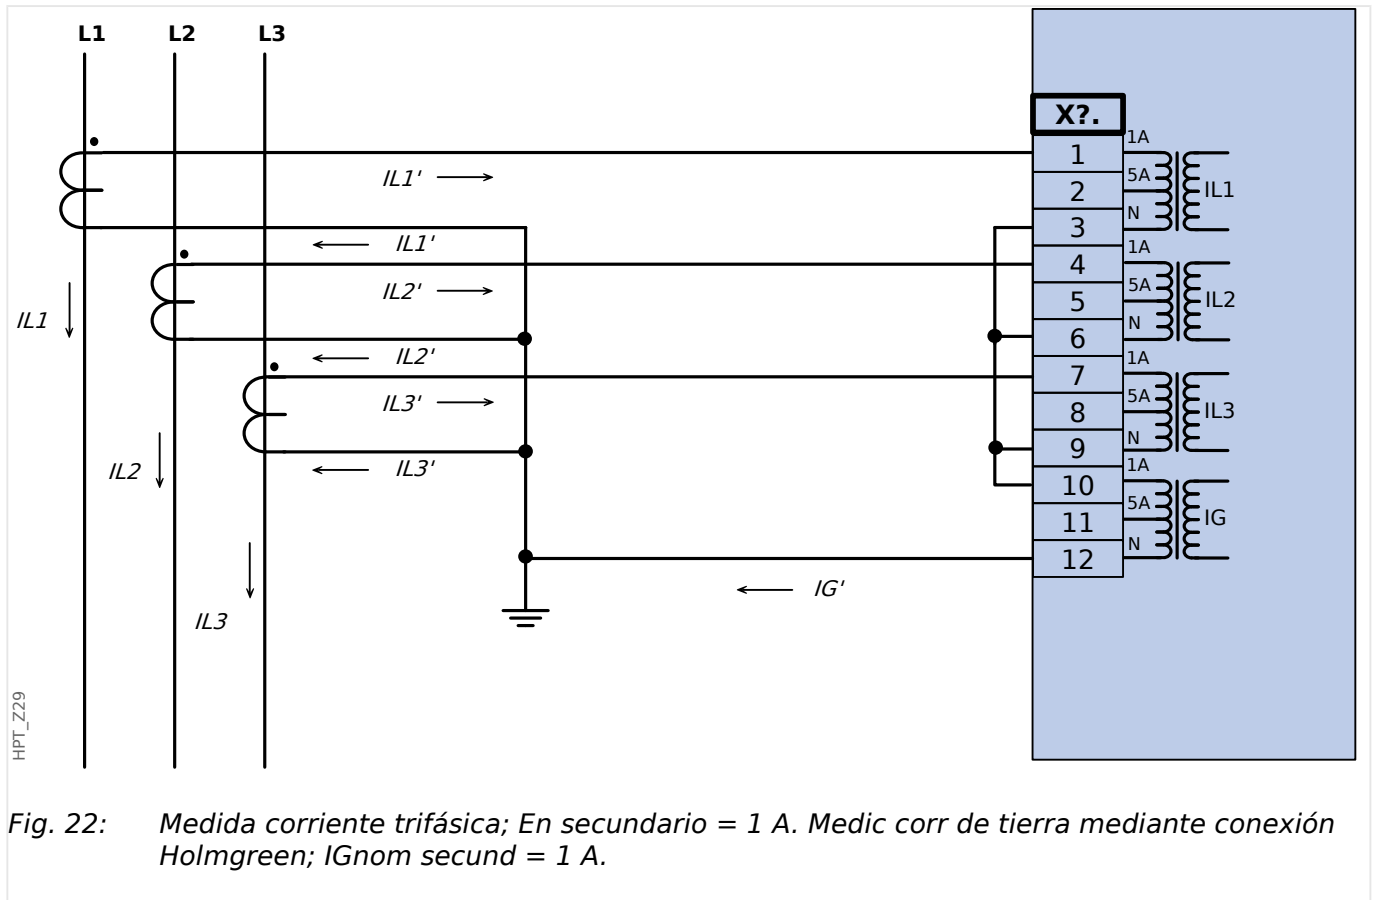 L1 L2 L3
X?.
1A
1
IL1'
5A
2
IL1
N
3
IL1'
1A
4
IL2'
5A
5
IL2
IL1
N
6
IL2'
1A
7
IL3'
5A
8
IL3
N
9
IL3'
IL2
1A
10
5A
11
IG
N
12
IG'
IL3
HPT_Z29
Fig. 22: Medida corriente trifásica; En secundario = 1 A. Medic corr de tierra mediante conexión
Holmgreen; IGnom secund = 1 A.